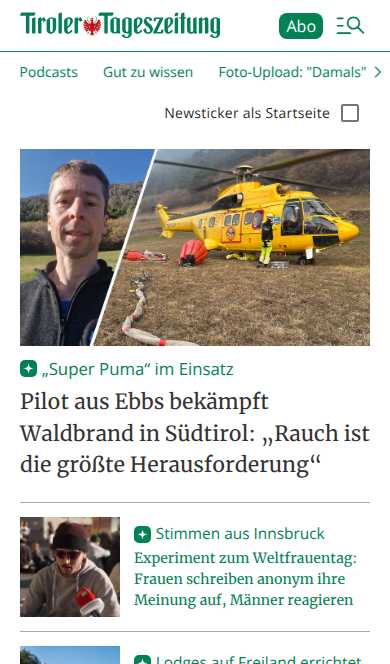 Tiroler Tageszeitung
Abo
Podcasts Gut zu wissen Foto-Upload: "Damals"
Newsticker als Startseite
„Super Puma“ im Einsatz
Pilot aus Ebbs bekämpft
Waldbrand in Südtirol: „Rauch ist
die größte Herausforderung“
Stimmen aus Innsbruck
Experiment zum Weltfrauentag:
Frauen schreiben anonym ihre
Meinung auf, Männer reagieren
Lodges auf Freiland errichtet